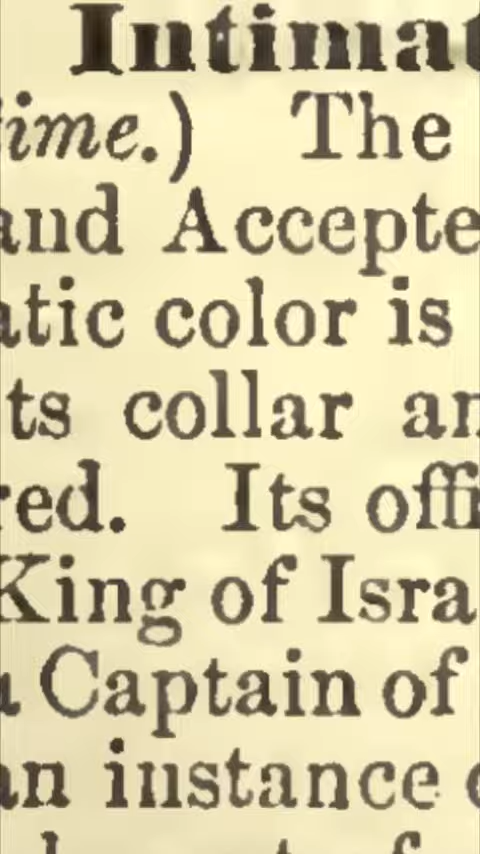 Intimat
time.) The
and Accepte
atic color is
ts collar an
red. Its offi
King of Isra
a Captain of
an instance